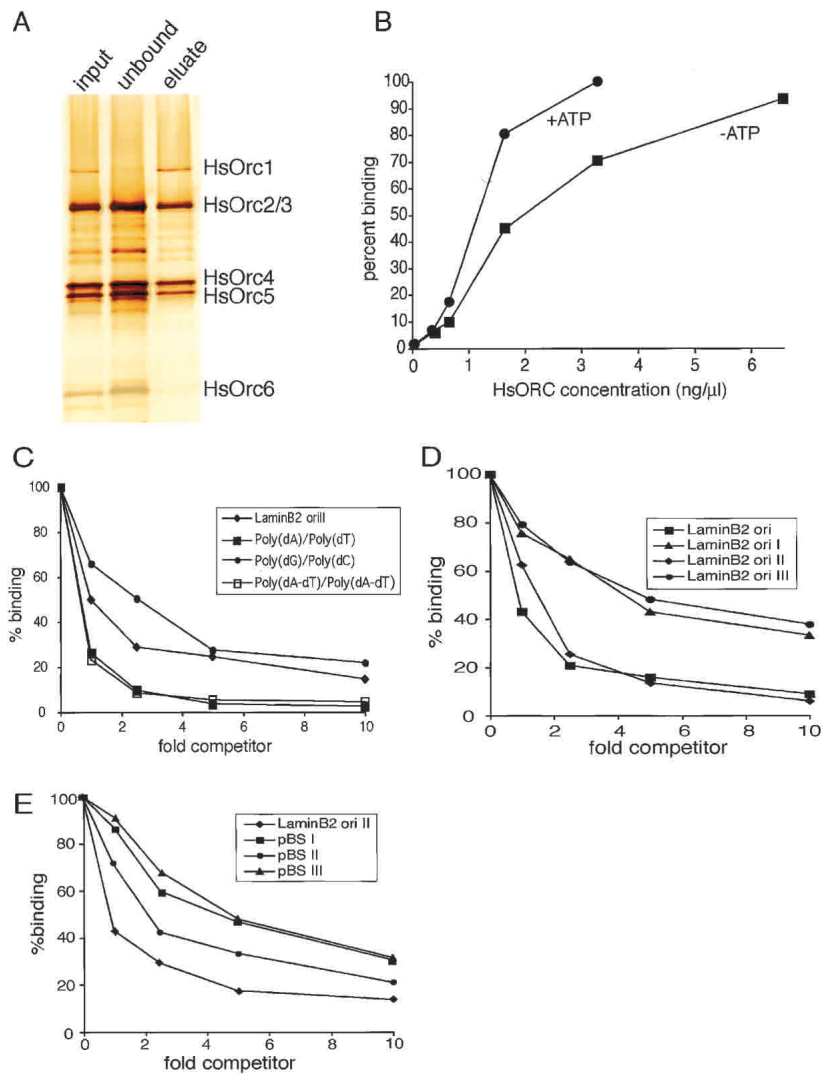 A
input
unbound
eluate
HsOrc1
HsOrc2/3
HsOrc4
HsOrc5
HsOrc6
B
100
90
80
70
60
50
40
30
20
10
0
percent binding
+ATP
-ATP
0 1 2 3 4 5 6
HsORC concentration (ng/µl)
C
100
80
60
40
20
0
% binding
LaminB2 oriII
Poly(dA)/Poly(dT)
Poly(dG)/Poly(dC)
Poly(dA-dT)/Poly(dA-dT)
0 2 4 6 8 10
fold competitor
D
100
80
60
40
20
0
% binding
LaminB2 ori
LaminB2 ori I
LaminB2 ori II
LaminB2 ori III
0 2 4 6 8 10
fold competitor
E
100
80
60
40
20
0
%binding
LaminB2 ori II
pBS I
pBS II
pBS III
0 2 4 6 8 10
fold competitor